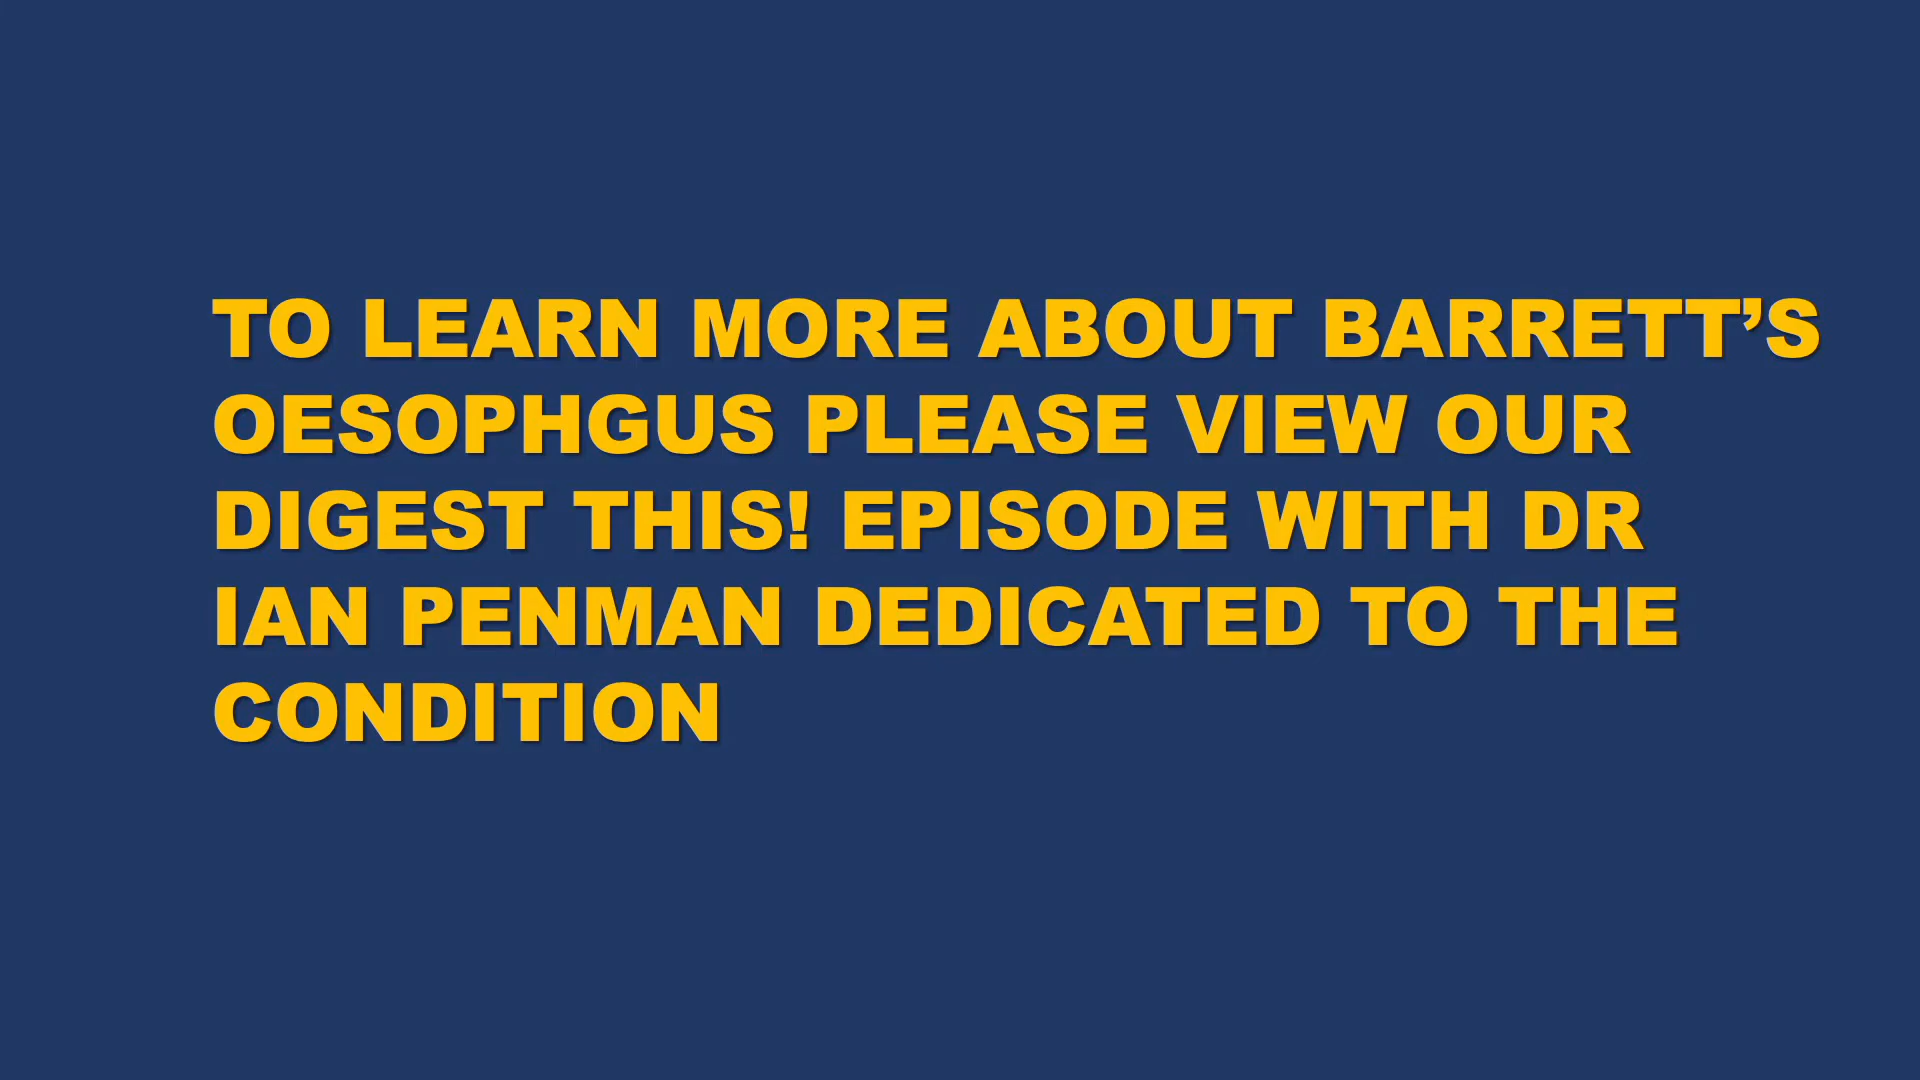 TO LEARN MORE ABOUT BARRETT’S
OESOPHGUS PLEASE VIEW OUR
DIGEST THIS! EPISODE WITH DR
IAN PENMAN DEDICATED TO THE
CONDITION